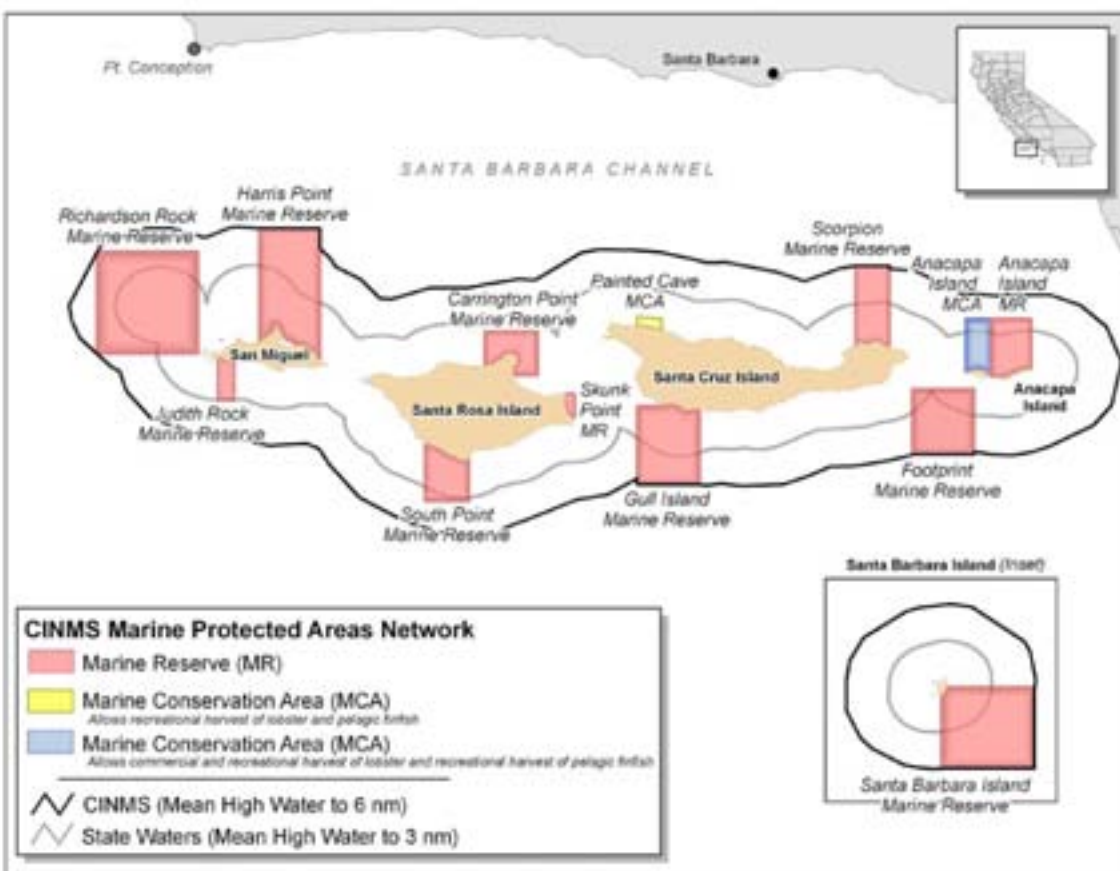 Pt. Conception
Santa Barbara
SANTA BARBARA CHANNEL
Harris Point
Marine Reserve
Richardson Rock
Marine Reserve
Scorpion
Marine Reserve
Anacapa
Island
MCA
Anacapa
Island
MR
Painted Cave
MCA
Carrington Point
Marine Reserve
San Miguel
Santa Cruz Island
Santa Rosa Island
Skunk
Point
MR
Anacapa
Island
Judith Rock
Marine Reserve
Footprint
Marine Reserve
Gull Island
Marine Reserve
South Point
Marine Reserve
Santa Barbara Island (Inset)
Santa Barbara Island
Marine Reserve
CINMS Marine Protected Areas Network
Marine Reserve (MR)
Marine Conservation Area (MCA)
Allows recreational harvest of lobster and pelagic finfish
Marine Conservation Area (MCA)
Allows commercial and recreational harvest of lobster and recreational harvest of pelagic finfish
CINMS (Mean High Water to 6 nm)
State Waters (Mean High Water to 3 nm)